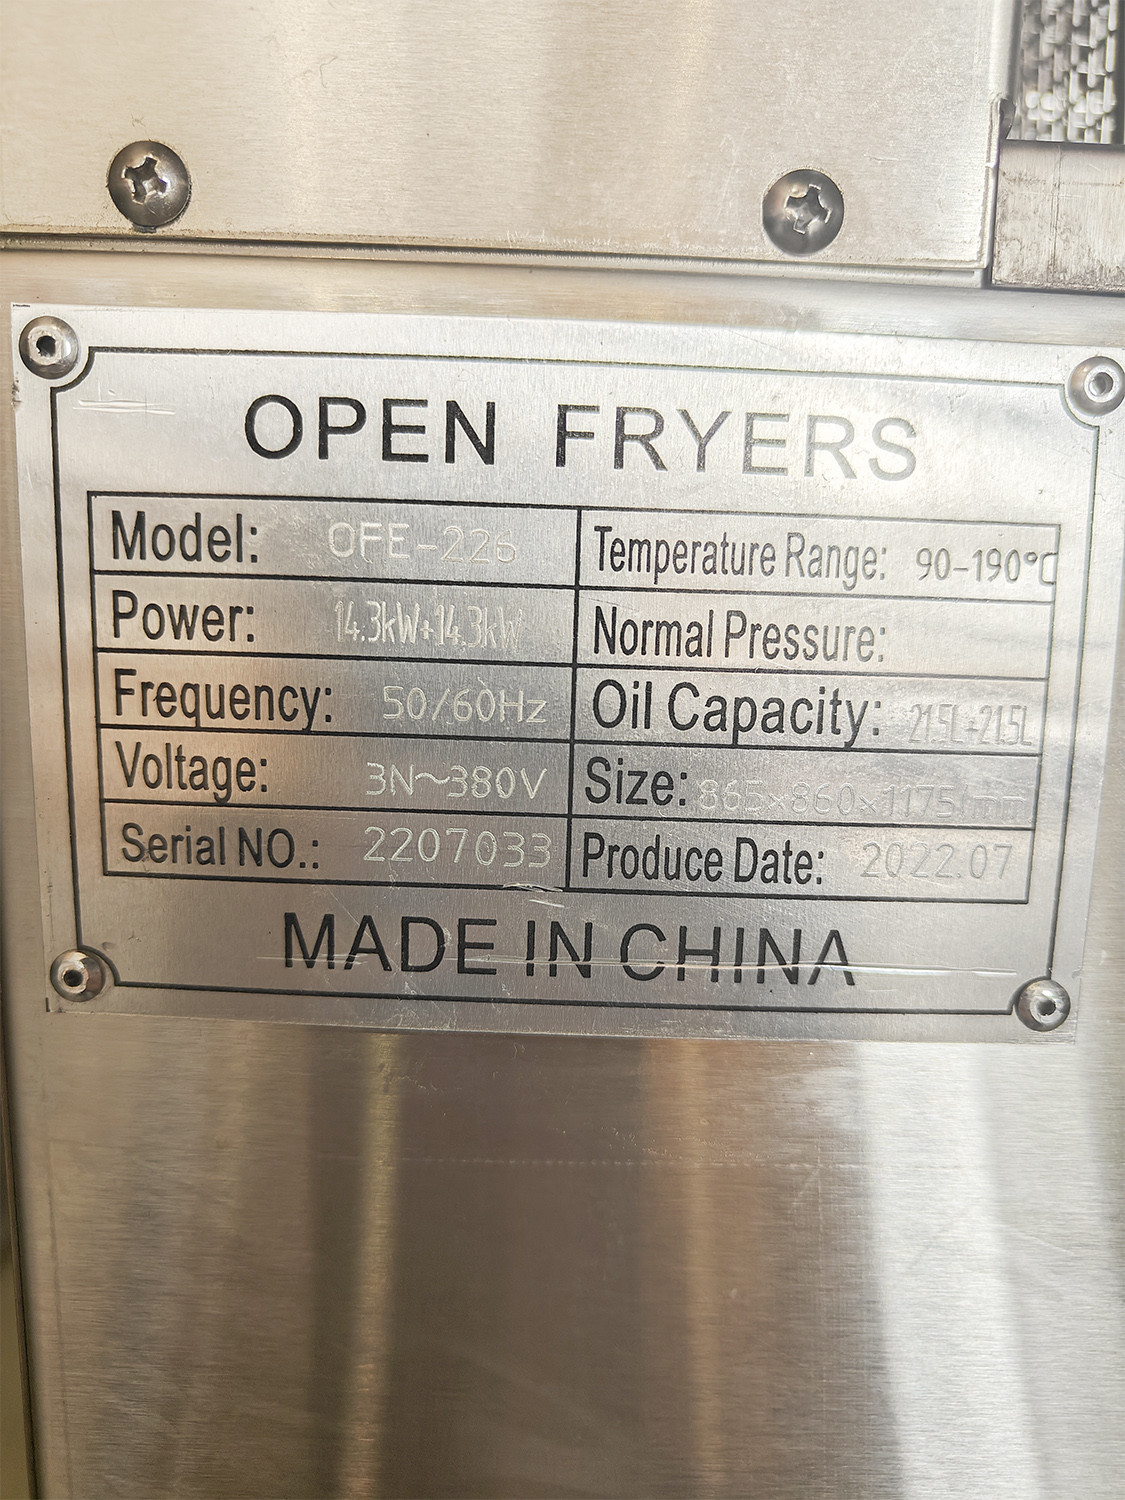 OPEN FRYERS
Model: OFE-226 Temperature Range: 90-190°C
Power: 14.3kW+14.3kW Normal Pressure:
Frequency: 50/60Hz Oil Capacity: 21.5L+21.5L
Voltage: 3N~380V Size: 865×860×1175/mm
Serial NO.: 2207033 Produce Date: 2022.07
MADE IN CHINA